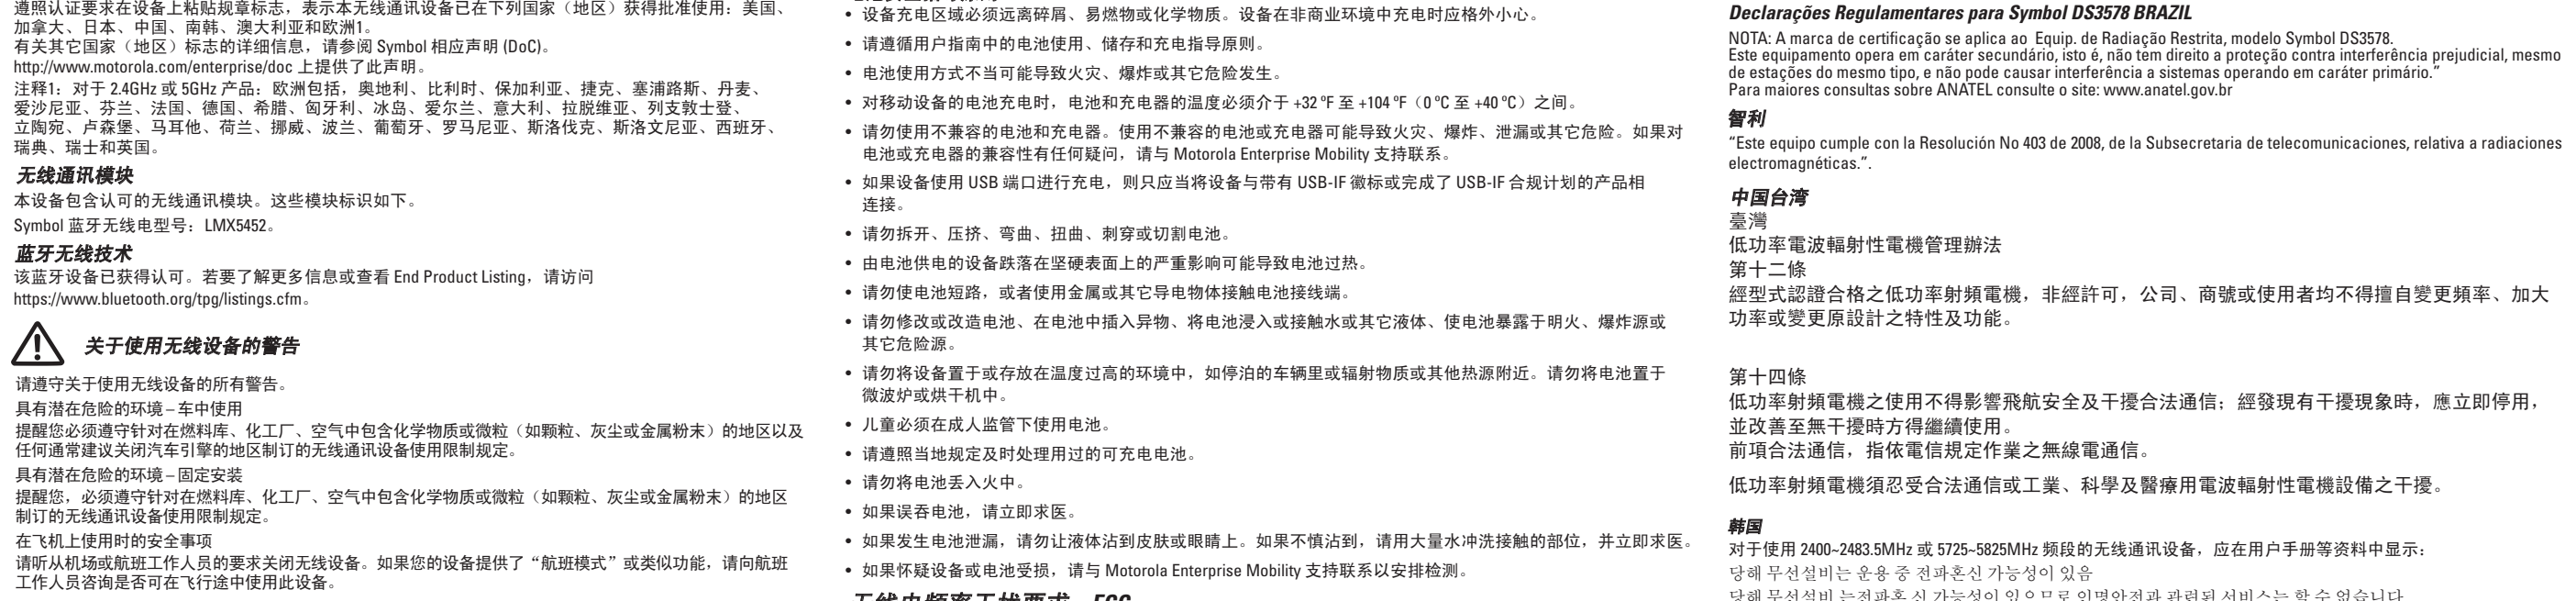 遵照认证要求在设备上粘贴规章标志，表示本无线通讯设备已在下列国家（地区）获得批准使用：美国、
加拿大、日本、中国、南韩、澳大利亚和欧洲1。
有关其它国家（地区）标志的详细信息，请参阅 Symbol 相应声明 (DoC)。
http://www.motorola.com/enterprise/doc 上提供了此声明。
注释1：对于 2.4GHz 或 5GHz 产品：欧洲包括，奥地利、比利时、保加利亚、捷克、塞浦路斯、丹麦、
爱沙尼亚、芬兰、法国、德国、希腊、匈牙利、冰岛、爱尔兰、意大利、拉脱维亚、列支敦士登、
立陶宛、卢森堡、马耳他、荷兰、挪威、波兰、葡萄牙、罗马尼亚、斯洛伐克、斯洛文尼亚、西班牙、
瑞典、瑞士和英国。
无线通讯模块
本设备包含认可的无线通讯模块。这些模块标识如下。
Symbol 蓝牙无线电型号：LMX5452。
蓝牙无线技术
该蓝牙设备已获得认可。若要了解更多信息或查看 End Product Listing，请访问
https://www.bluetooth.org/tpg/listings.cfm。
关于使用无线设备的警告
请遵守关于使用无线设备的所有警告。
具有潜在危险的环境 – 车中使用
提醒您必须遵守针对在燃料库、化工厂、空气中包含化学物质或微粒（如颗粒、灰尘或金属粉末）的地区以及
任何通常建议关闭汽车引擎的地区制订的无线通讯设备使用限制规定。
具有潜在危险的环境 – 固定安装
提醒您，必须遵守针对在燃料库、化工厂、空气中包含化学物质或微粒（如颗粒、灰尘或金属粉末）的地区
制订的无线通讯设备使用限制规定。
在飞机上使用时的安全事项
请听从机场或航班工作人员的要求关闭无线设备。如果您的设备提供了“航班模式”或类似功能，请向航班
工作人员咨询是否可在飞行途中使用此设备。
• 设备充电区域必须远离碎屑、易燃物或化学物质。设备在非商业环境中充电时应格外小心。
• 请遵循用户指南中的电池使用、储存和充电指导原则。
• 电池使用方式不当可能导致火灾、爆炸或其它危险发生。
• 对移动设备的电池充电时，电池和充电器的温度必须介于 +32 ºF 至 +104 ºF（0 ºC 至 +40 ºC）之间。
• 请勿使用不兼容的电池和充电器。使用不兼容的电池或充电器可能导致火灾、爆炸、泄漏或其它危险。如果对
电池或充电器的兼容性有任何疑问，请与 Motorola Enterprise Mobility 支持联系。
• 如果设备使用 USB 端口进行充电，则只应当将设备与带有 USB-IF 徽标或完成了 USB-IF 合规计划的产品相
连接。
• 请勿拆开、压挤、弯曲、扭曲、刺穿或切割电池。
• 由电池供电的设备跌落在坚硬表面上的严重影响可能导致电池过热。
• 请勿使电池短路，或者使用金属或其它导电物体接触电池接线端。
• 请勿修改或改造电池、在电池中插入异物、将电池浸入或接触水或其它液体、使电池暴露于明火、爆炸源或
其它危险源。
• 请勿将设备置于或存放在温度过高的环境中，如停泊的车辆里或辐射物质或其他热源附近。请勿将电池置于
微波炉或烘干机中。
• 儿童必须在成人监管下使用电池。
• 请遵照当地规定及时处理用过的可充电电池。
• 请勿将电池丢入火中。
• 如果误吞电池，请立即求医。
• 如果发生电池泄漏，请勿让液体沾到皮肤或眼睛上。如果不慎沾到，请用大量水冲洗接触的部位，并立即求医。
• 如果怀疑设备或电池受损，请与 Motorola Enterprise Mobility 支持联系以安排检测。
无线电频率干扰要求 – FCC
Declarações Regulamentares para Symbol DS3578 BRAZIL
NOTA: A marca de certificação se aplica ao Equip. de Radiação Restrita, modelo Symbol DS3578.
Este equipamento opera em caráter secundário, isto é, não tem direito a proteção contra interferência prejudicial, mesmo
de estações do mesmo tipo, e não pode causar interferência a sistemas operando em caráter primário.”
Para maiores consultas sobre ANATEL consulte o site: www.anatel.gov.br
智利
“Este equipo cumple con la Resolución No 403 de 2008, de la Subsecretaria de telecomunicaciones, relativa a radiaciones
electromagnéticas.”.
中国台湾
臺灣
低功率電波輻射性電機管理辦法
第十二條
經型式認證合格之低功率射頻電機，非經許可，公司、商號或使用者均不得擅自變更頻率、加大
功率或變更原設計之特性及功能。
第十四條
低功率射頻電機之使用不得影響飛航安全及干擾合法通信；經發現有干擾現象時，應立即停用，
並改善至無干擾時方得繼續使用。
前項合法通信，指依電信規定作業之無線電通信。
低功率射頻電機須忍受合法通信或工業、科學及醫療用電波輻射性電機設備之干擾。
韩国
对于使用 2400~2483.5MHz 或 5725~5825MHz 频段的无线通讯设备，应在用户手册等资料中显示：
당해 무선설비는 운용 중 전파혼신 가능성이 있음
당해 무선설비 는전파혼 신 가능성이 있으므로 인명안전과 관련된 서비스는 할 수 없습니다